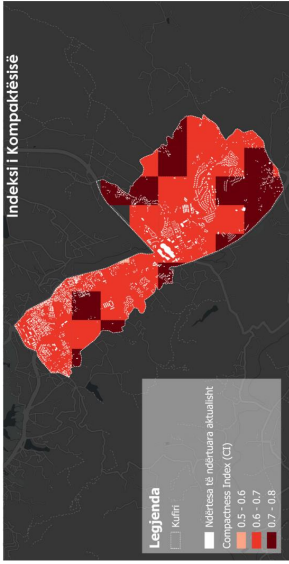 Indeksi i Kompaktësisë
Legjenda
Kufiri
Ndërtesa të ndërtuara aktualisht
Compactness Index (CI)
0.5 - 0.6
0.6 - 0.7
0.7 - 0.8